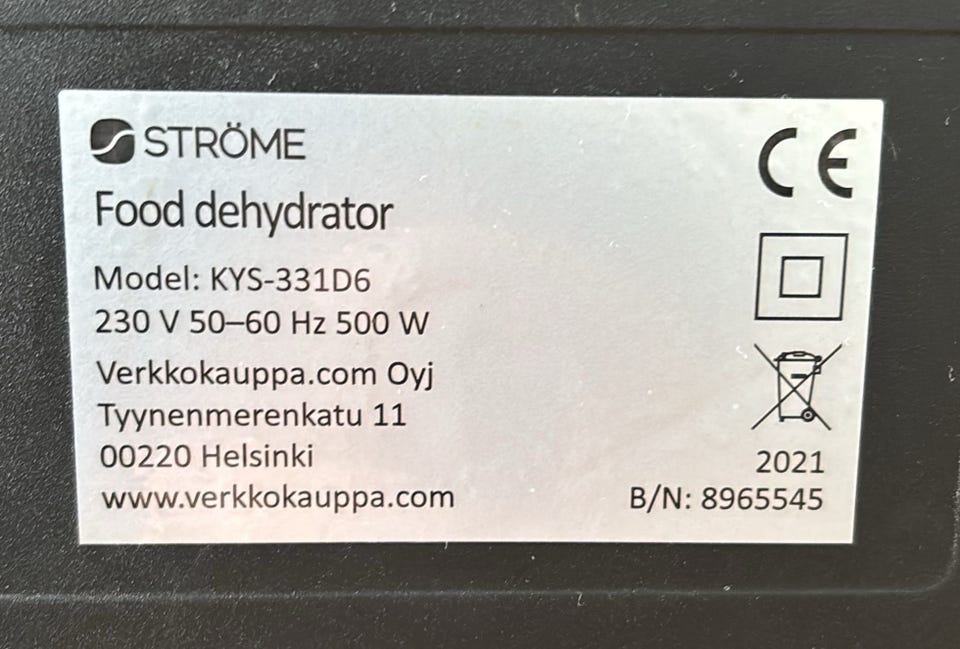 STRÖME
Food dehydrator
Model: KYS-331D6
230 V 50–60 Hz 500 W
Verkkokauppa.com Oyj
Tyynenmerenkatu 11
00220 Helsinki
www.verkkokauppa.com
CE
2021
B/N: 8965545